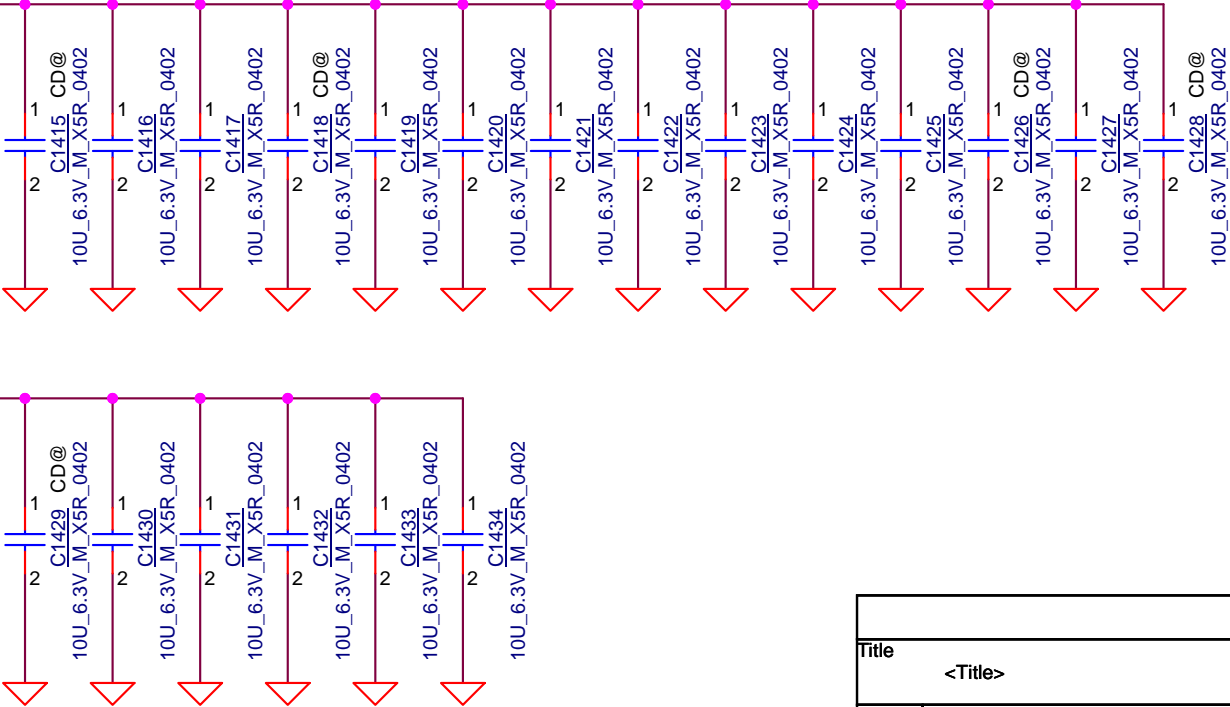 1 2 C1415 CD@
10U_6.3V_M_X5R_0402
1 2 C1416
10U_6.3V_M_X5R_0402
1 2 C1417
10U_6.3V_M_X5R_0402
1 2 C1418 CD@
10U_6.3V_M_X5R_0402
1 2 C1419
10U_6.3V_M_X5R_0402
1 2 C1420
10U_6.3V_M_X5R_0402
1 2 C1421
10U_6.3V_M_X5R_0402
1 2 C1422
10U_6.3V_M_X5R_0402
1 2 C1423
10U_6.3V_M_X5R_0402
1 2 C1424
10U_6.3V_M_X5R_0402
1 2 C1425
10U_6.3V_M_X5R_0402
1 2 C1426 CD@
10U_6.3V_M_X5R_0402
1 2 C1427
10U_6.3V_M_X5R_0402
1 2 C1428 CD@
10U_6.3V_M_X5R_0402
1 2 C1429 CD@
10U_6.3V_M_X5R_0402
1 2 C1430
10U_6.3V_M_X5R_0402
1 2 C1431
10U_6.3V_M_X5R_0402
1 2 C1432
10U_6.3V_M_X5R_0402
1 2 C1433
10U_6.3V_M_X5R_0402
1 2 C1434
10U_6.3V_M_X5R_0402
Title
<Title>